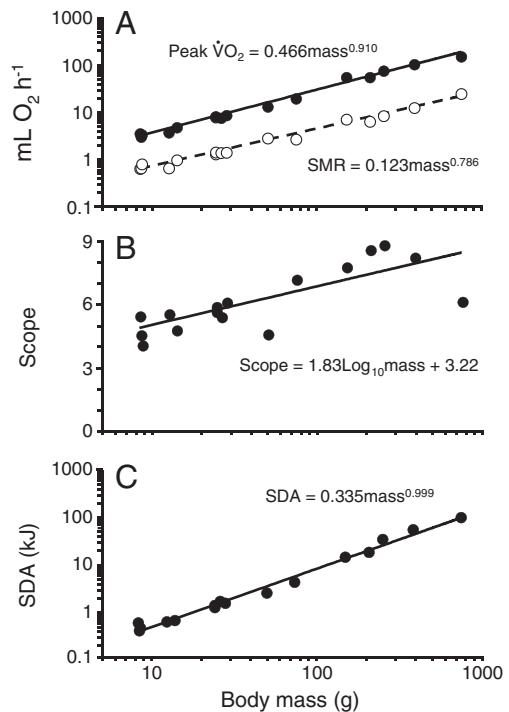 A
1000
100
10
1
0.1
mL O₂ h⁻¹
Peak V̇O₂ = 0.466mass⁰·⁹¹⁰
SMR = 0.123mass⁰·⁷⁸⁶
B
9
6
3
0
Scope
Scope = 1.83Log₁₀mass + 3.22
C
1000
100
10
1
0.1
SDA (kJ)
SDA = 0.335mass⁰·⁹⁹⁹
10 100 1000
Body mass (g)